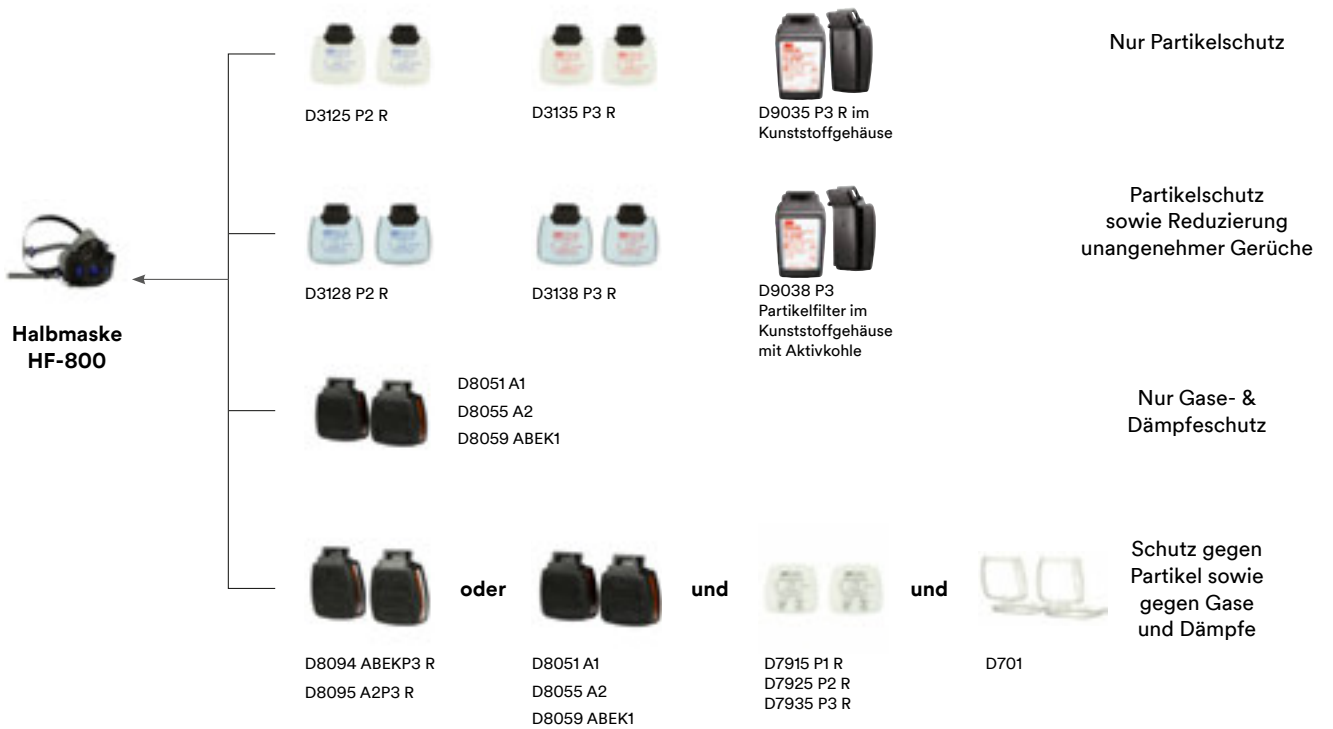 Nur Partikelschutz
D3125 P2 R
D3135 P3 R
D9035 P3 R im
Kunststoffgehäuse
Partikelschutz
sowie Reduzierung
unangenehmer Gerüche
D3128 P2 R
D3138 P3 R
D9038 P3
Partikelfilter im
Kunststoffgehäuse
mit Aktivkohle
Halbmaske
HF-800
D8051 A1
D8055 A2
D8059 ABEK1
Nur Gase- &
Dämpfeschutz
oder
und
und
Schutz gegen
Partikel sowie
gegen Gase
und Dämpfe
D8094 ABEKP3 R
D8095 A2P3 R
D8051 A1
D8055 A2
D8059 ABEK1
D7915 P1 R
D7925 P2 R
D7935 P3 R
D701